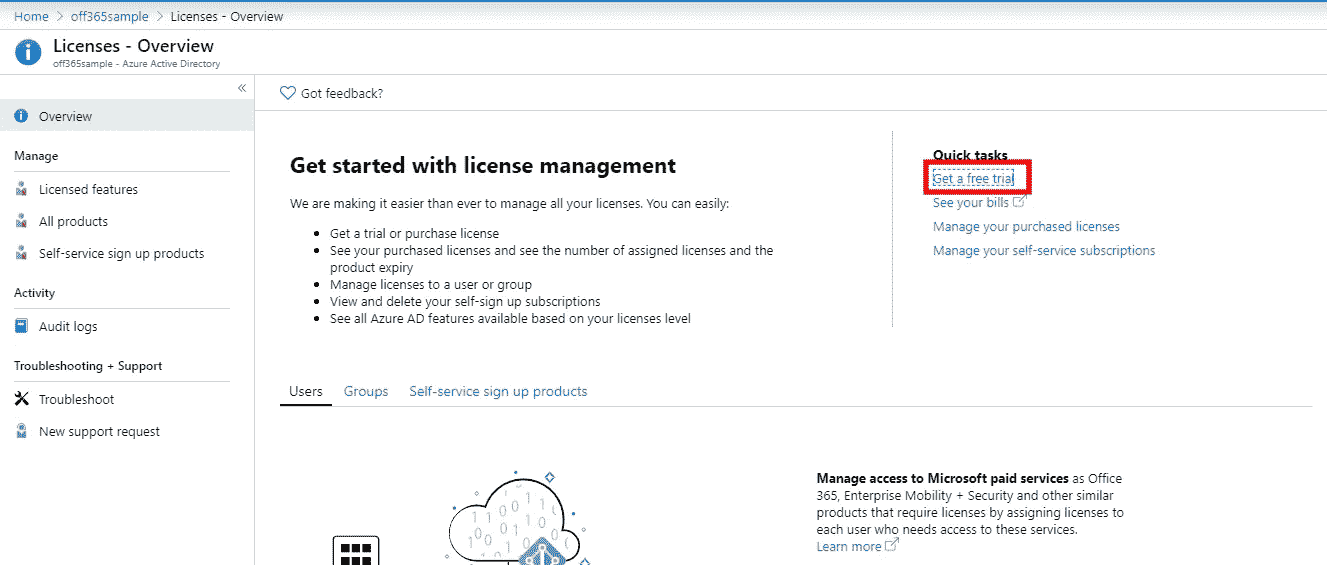 Home > off365sample > Licenses - Overview
Licenses - Overview
off365sample - Azure Active Directory
«
Overview
Manage
Licensed features
All products
Self-service sign up products
Activity
Audit logs
Troubleshooting + Support
Troubleshoot
New support request
Got feedback?
Get started with license management
We are making it easier than ever to manage all your licenses. You can easily:
• Get a trial or purchase license
• See your purchased licenses and see the number of assigned licenses and the
product expiry
• Manage licenses to a user or group
• View and delete your self-sign up subscriptions
• See all Azure AD features available based on your licenses level
Quick tasks
Get a free trial
See your bills
Manage your purchased licenses
Manage your self-service subscriptions
Users Groups Self-service sign up products
Manage access to Microsoft paid services as Office
365, Enterprise Mobility + Security and other similar
products that require licenses by assigning licenses to
each user who needs access to these services.
Learn more